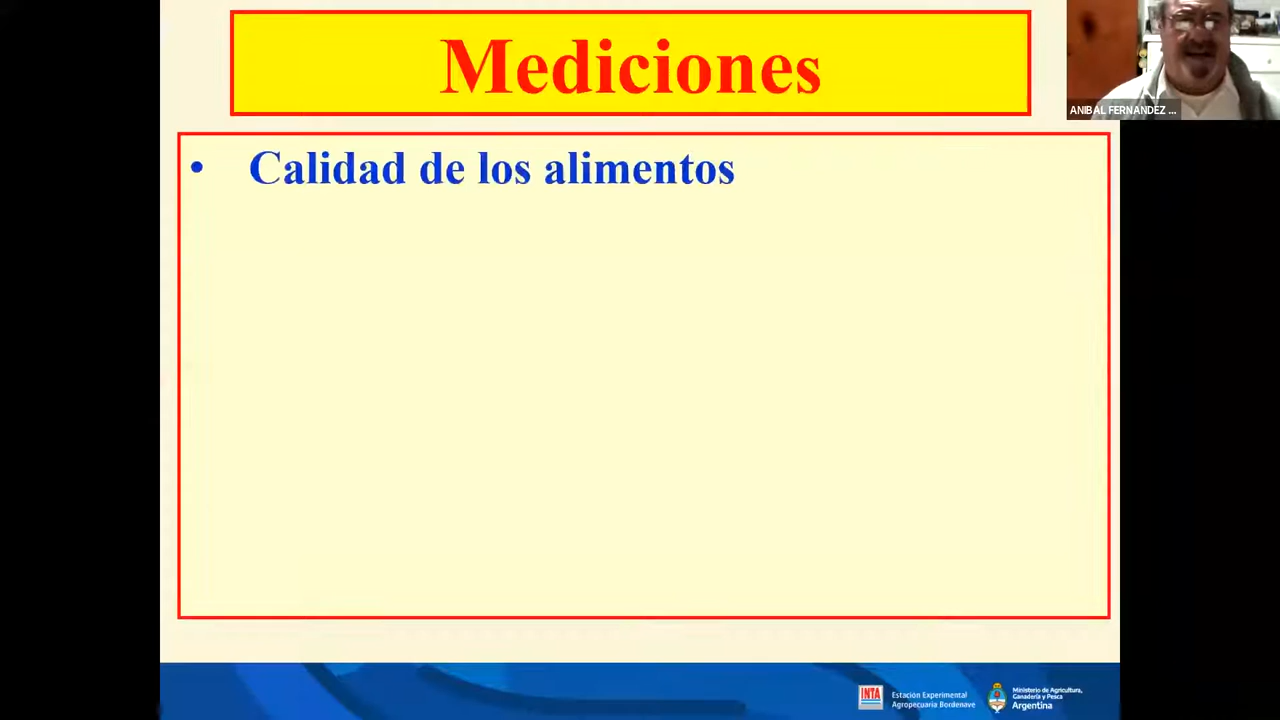 Mediciones
ANIBAL FERNANDEZ ...
• Calidad de los alimentos
INTA
Estación Experimental
Agropecuaria Bordenave
Ministerio de Agricultura,
Ganadería y Pesca
Argentina